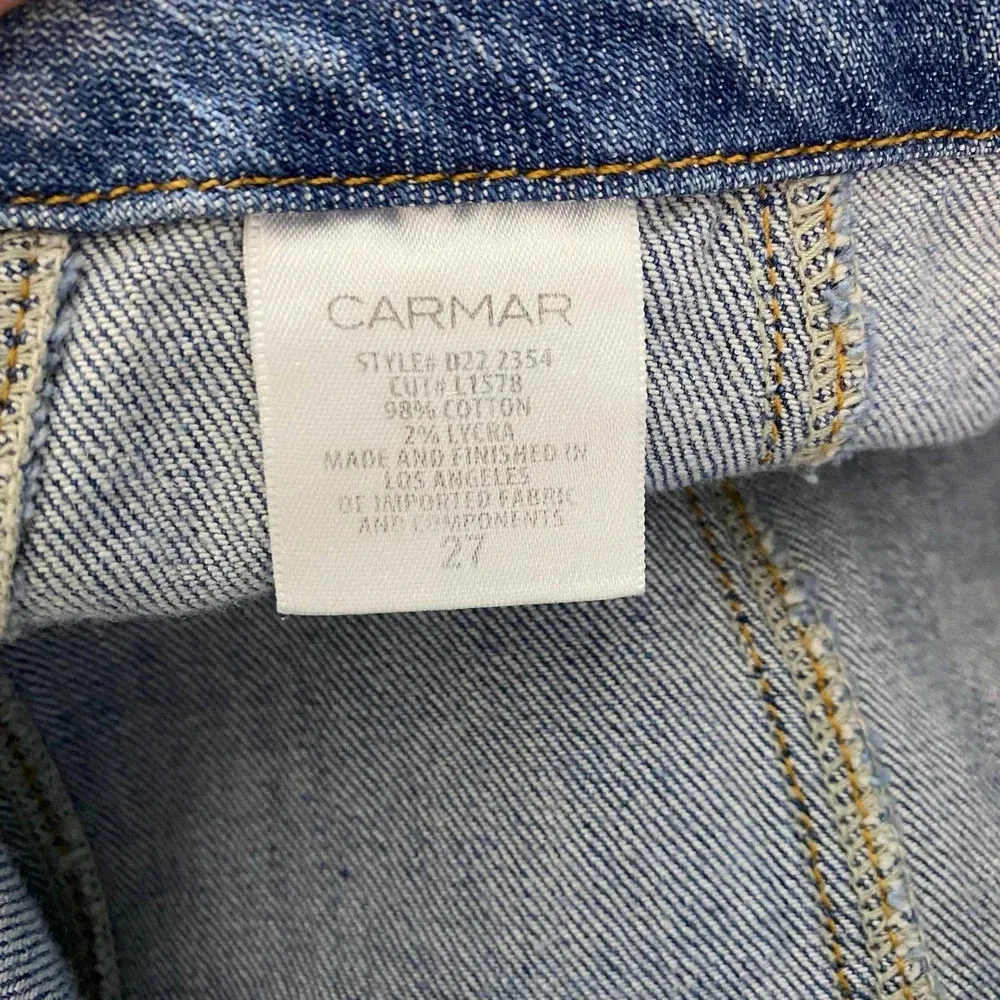 CARMAR
STYLE# D22 2354
CUT# L1578
98% COTTON
2% LYCRA
MADE AND FINISHED IN
LOS ANGELES
OF IMPORTED FABRIC
AND COMPONENTS
27